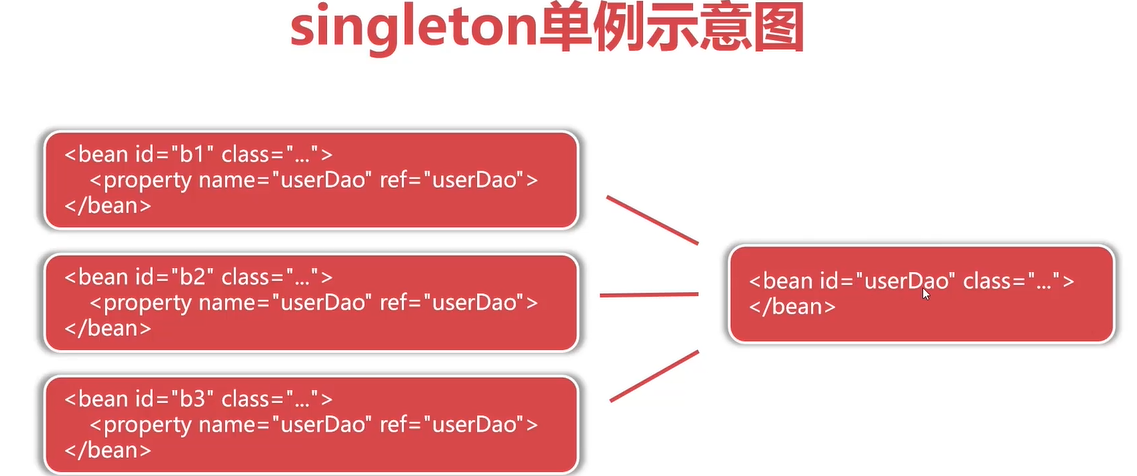 singleton单例示意图
<bean id="b1" class="...">
<property name="userDao" ref="userDao">
</bean>
<bean id="b2" class="...">
<property name="userDao" ref="userDao">
</bean>
<bean id="b3" class="...">
<property name="userDao" ref="userDao">
</bean>
<bean id="userDao" class="...">
</bean>